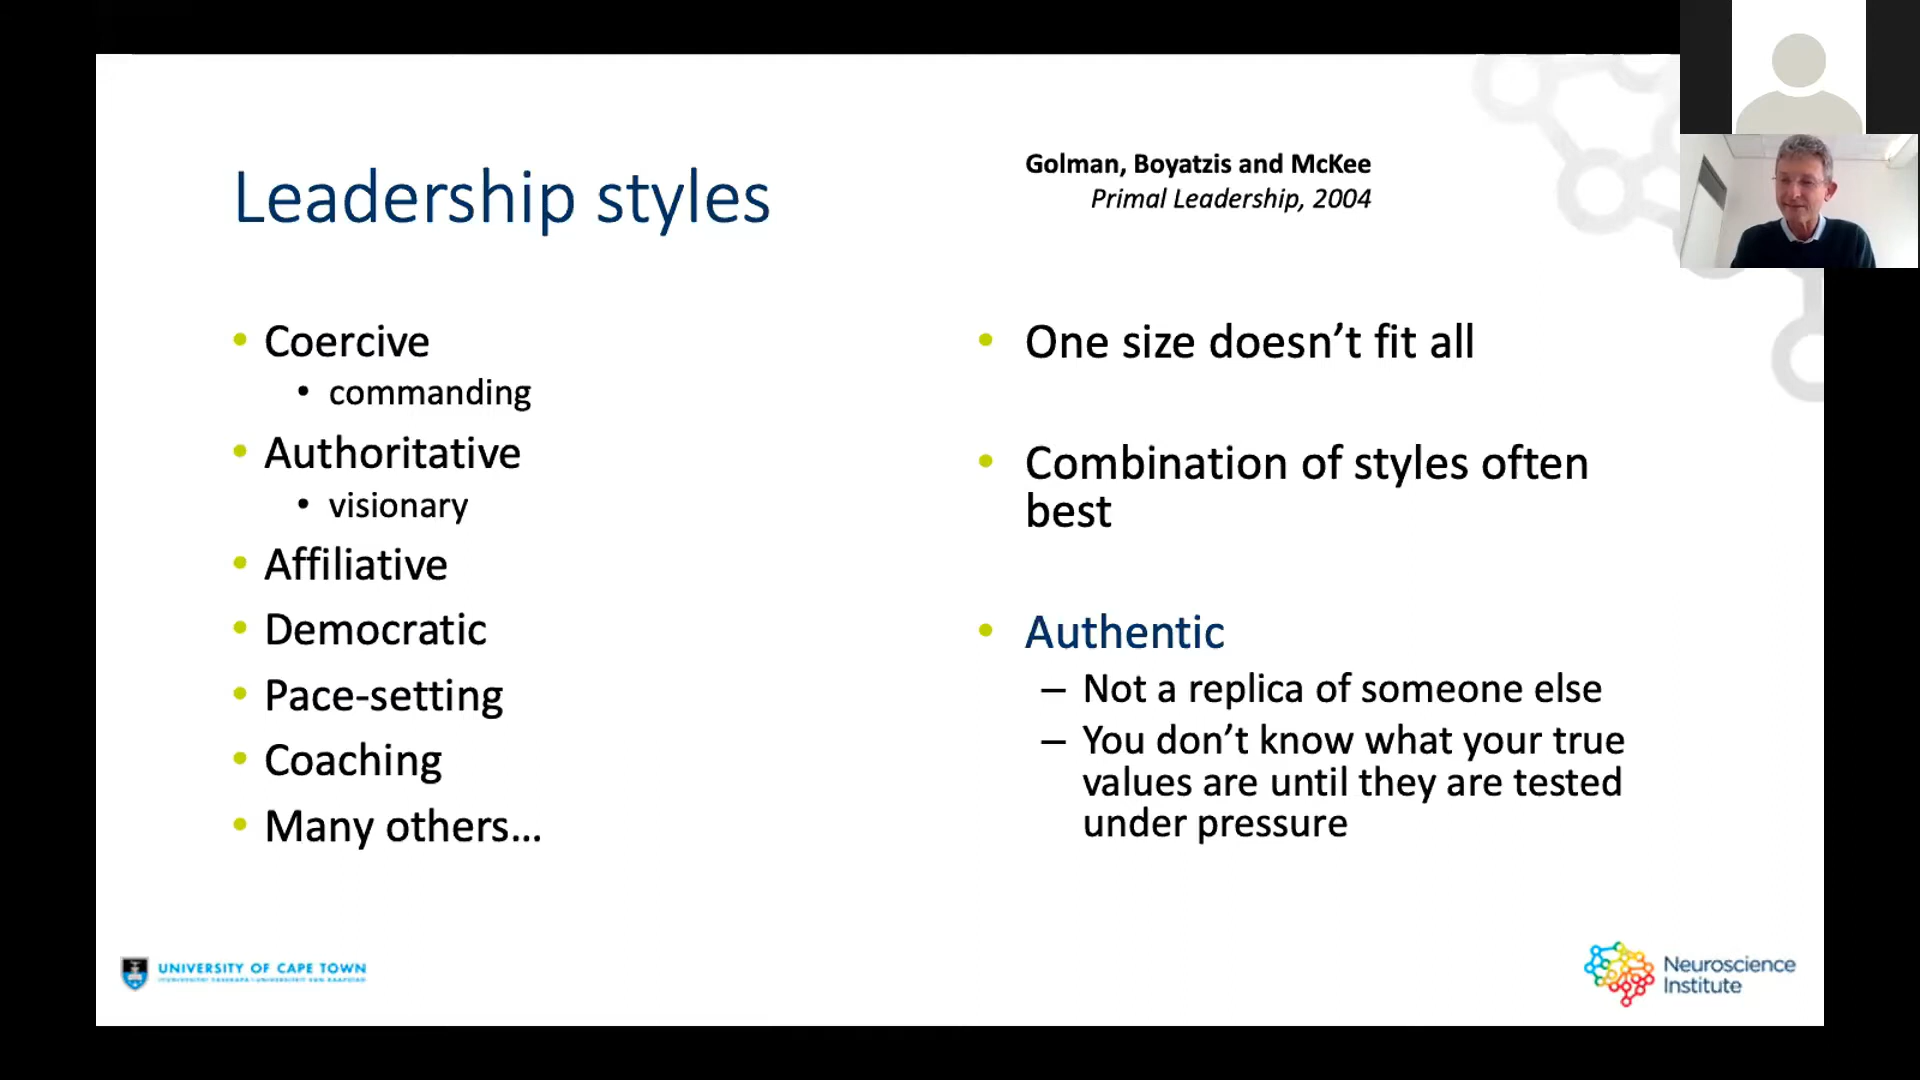 Leadership styles
Golman, Boyatzis and McKee
Primal Leadership, 2004
• Coercive
• commanding
• Authoritative
• visionary
• Affiliative
• Democratic
• Pace-setting
• Coaching
• Many others...
• One size doesn’t fit all
• Combination of styles often
best
• Authentic
– Not a replica of someone else
– You don’t know what your true
values are until they are tested
under pressure
UNIVERSITY OF CAPE TOWN
Neuroscience
Institute